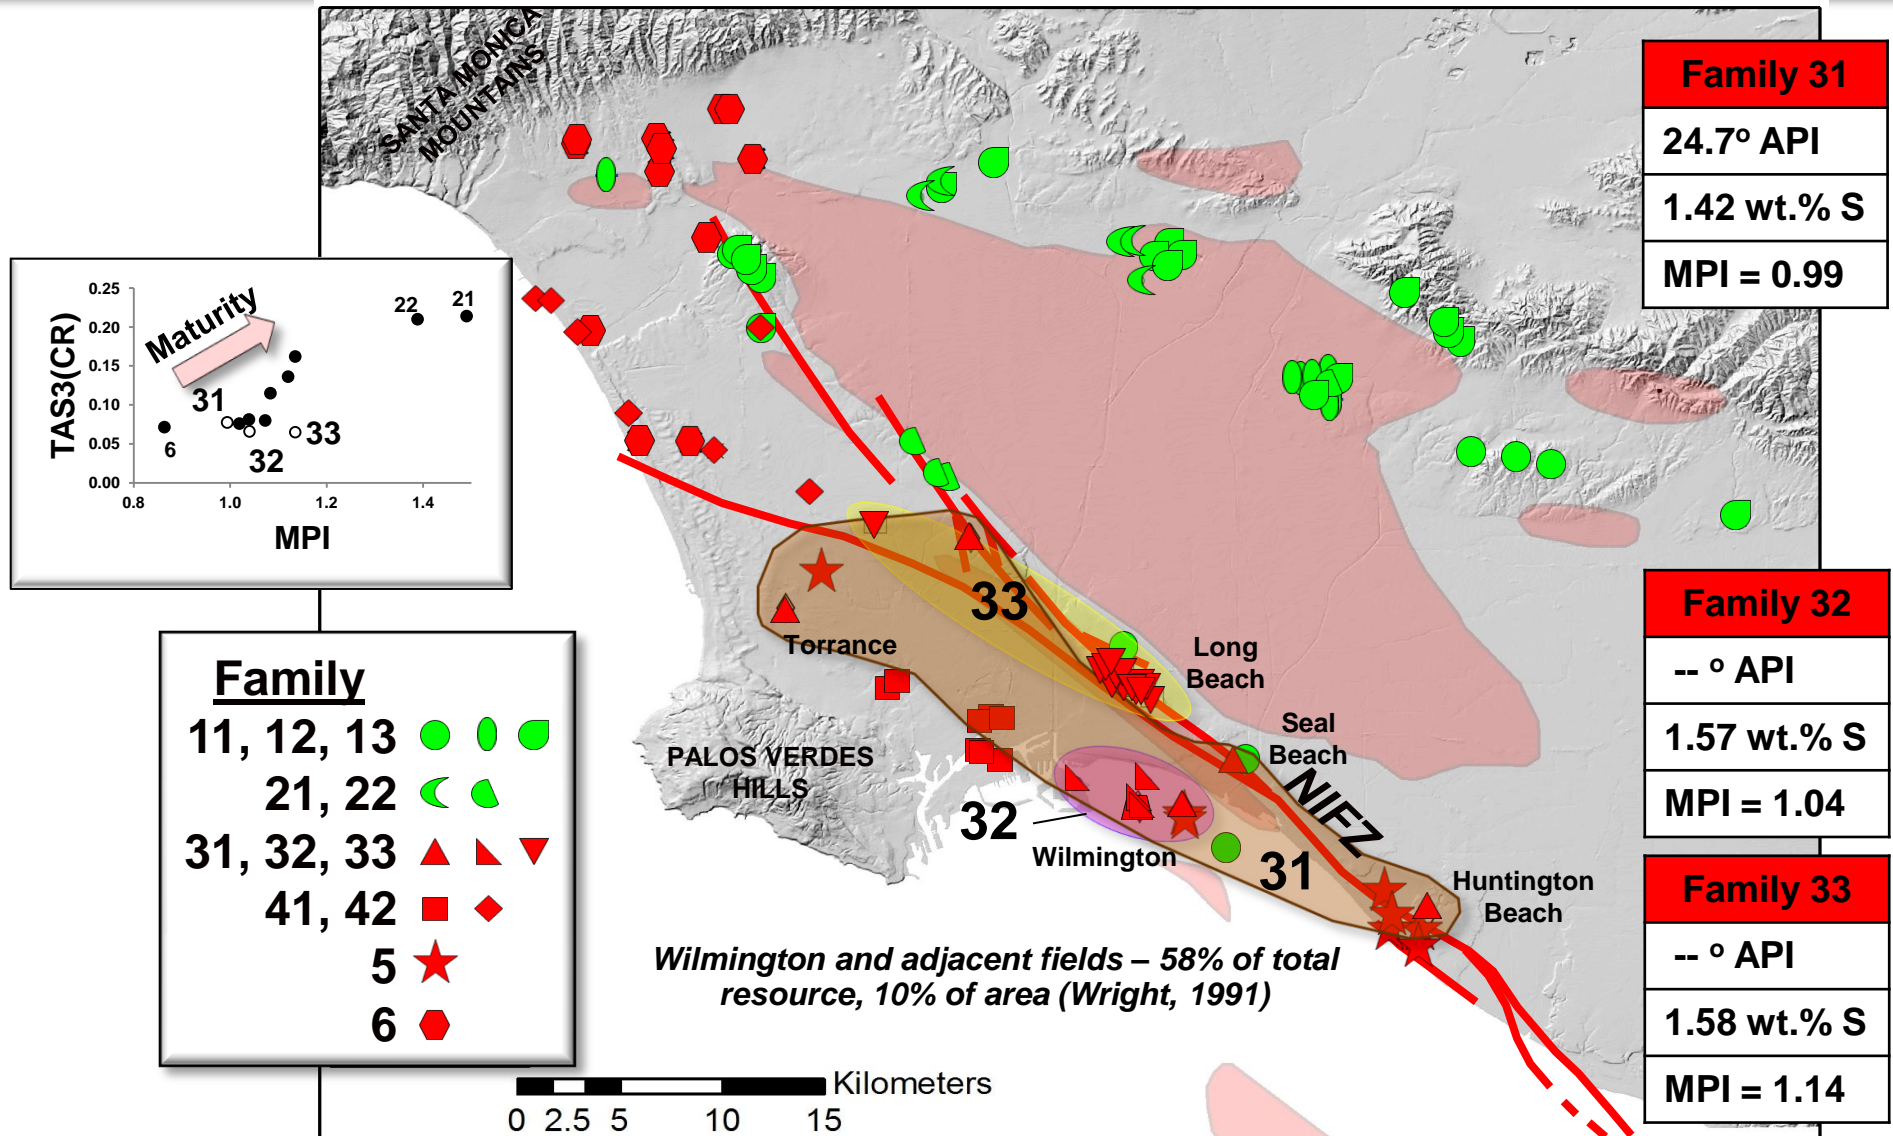 SANTA MONICA
MOUNTAINS
Family 31
24.7º API
1.42 wt.% S
MPI = 0.99
0.25
0.20
0.15
0.10
0.05
0.00
TAS3(CR)
Maturity
22
21
31
6
32
33
0.8
1.0
1.2
1.4
MPI
33
Torrance
Long
Beach
Seal
Beach
PALOS VERDES
HILLS
NIFZ
32
Wilmington
31
Huntington
Beach
Family
11, 12, 13
21, 22
31, 32, 33
41, 42
5
6
Wilmington and adjacent fields – 58% of total
resource, 10% of area (Wright, 1991)
Kilometers
0 2.5 5 10 15
Family 32
-- º API
1.57 wt.% S
MPI = 1.04
Family 33
-- º API
1.58 wt.% S
MPI = 1.14